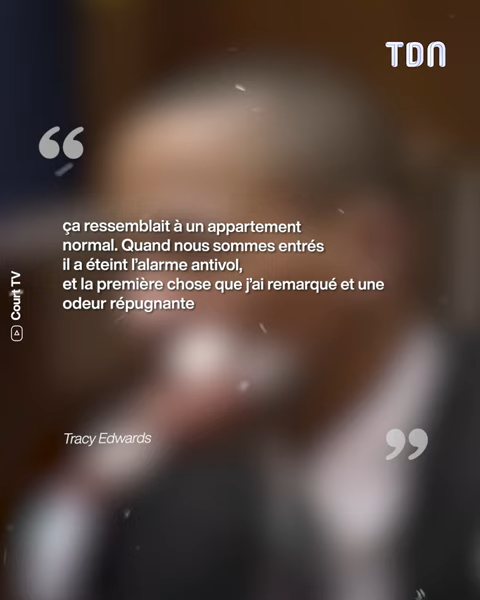 TDN
“
ça ressemblait à un appartement
normal. Quand nous sommes entrés
il a éteint l’alarme antivol,
et la première chose que j’ai remarqué et une
odeur répugnante
Court TV
Tracy Edwards
”